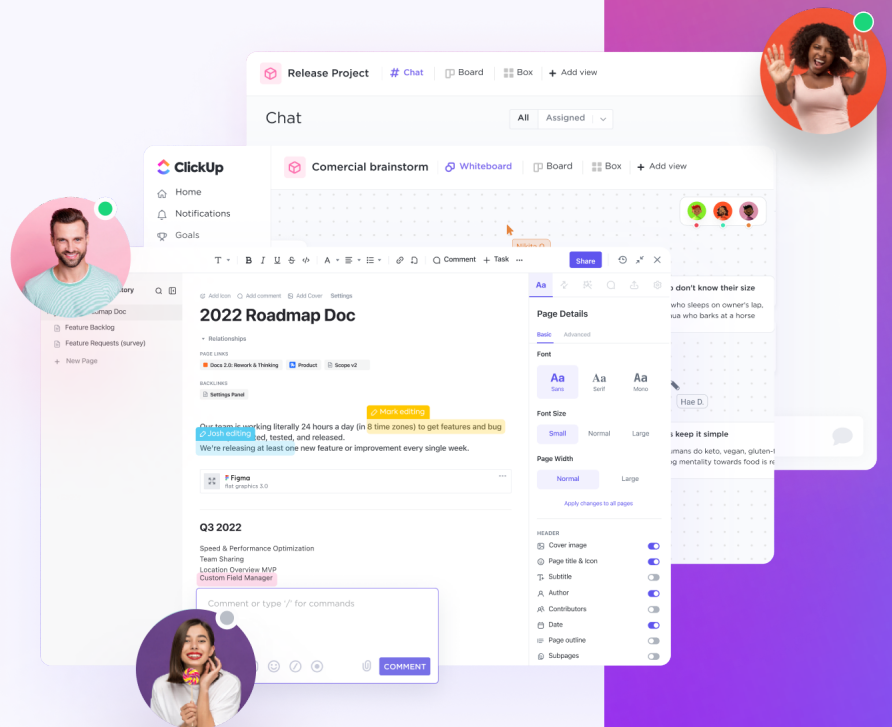 Release Project
Chat
Board
Box
+ Add view
Chat
All
Assigned
ClickUp
Home
Notifications
Goals
Comercial brainstorm
Whiteboard
Board
Box
+ Add view
T
B I U S </>
A
Comment
+ Task
Share
Doc
Feature Backlog
Feature Requests (survey)
+ New Page
Add Icon
Add comment
Add Cover
Settings
2022 Roadmap Doc
Relationships
PAGE LINKS
Docs 2.0: Rework & Thinking
Product
Scope v2
BACKLINKS
Settings Panel
Mark editing
Our team is working literally 24 hours a day (in 8 time zones) to get features and bug
Josh editing
tested, and released.
We're releasing at least one new feature or improvement every single week.
Figma
flat graphics 3.0
Q3 2022
Speed & Performance Optimization
Team Sharing
Location Overview MVP
Custom Field Manager
Comment or type '/' for commands
COMMENT
Aa
Page Details
Basic
Advanced
Font
Aa
Aa
Aa
Sans
Serif
Mono
Font Size
Small
Normal
Large
Page Width
Normal
Large
Apply changes to all pages
HEADER
Cover image
Page title & Icon
Subtitle
Author
Contributors
Date
Page outline
Subpages
don't know their size
who sleeps on owner's lap,
who barks at a horse
Hae D.
keep it simple
do keto, vegan, gluten-
mentality towards food is